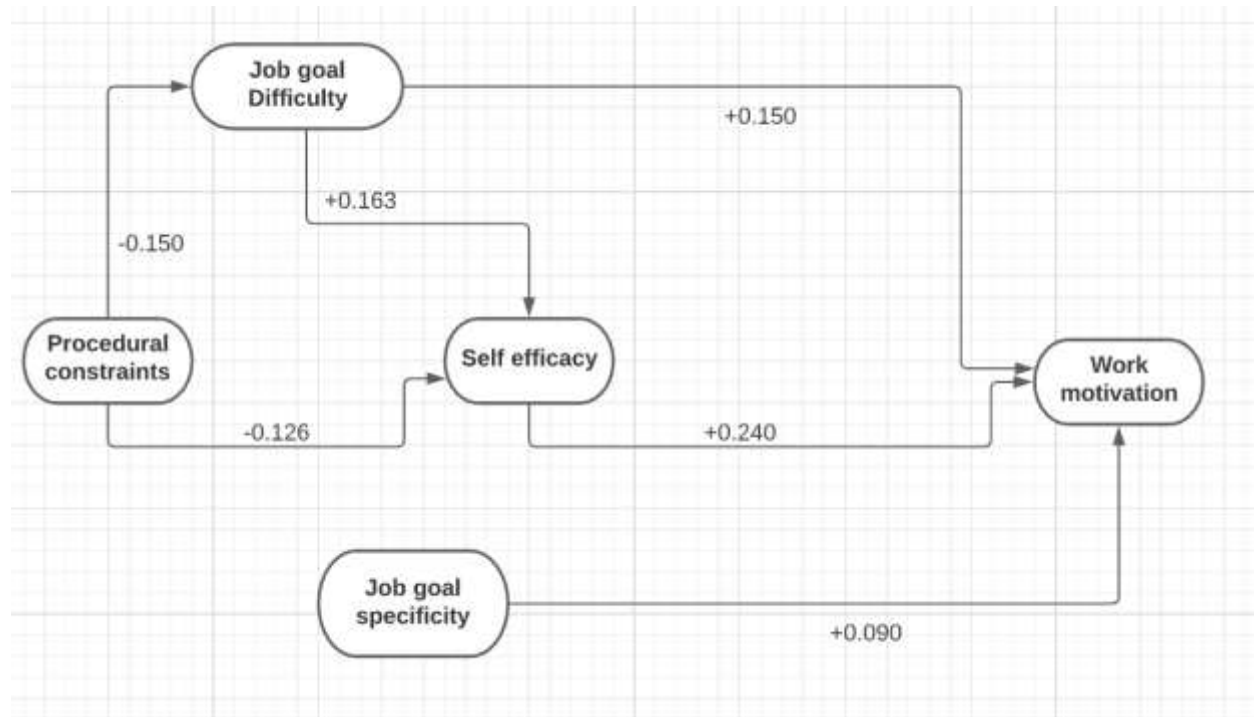 Job goal
Difficulty
+0.150
+0.163
-0.150
Procedural
constraints
Self efficacy
Work
motivation
-0.126
+0.240
Job goal
specificity
+0.090